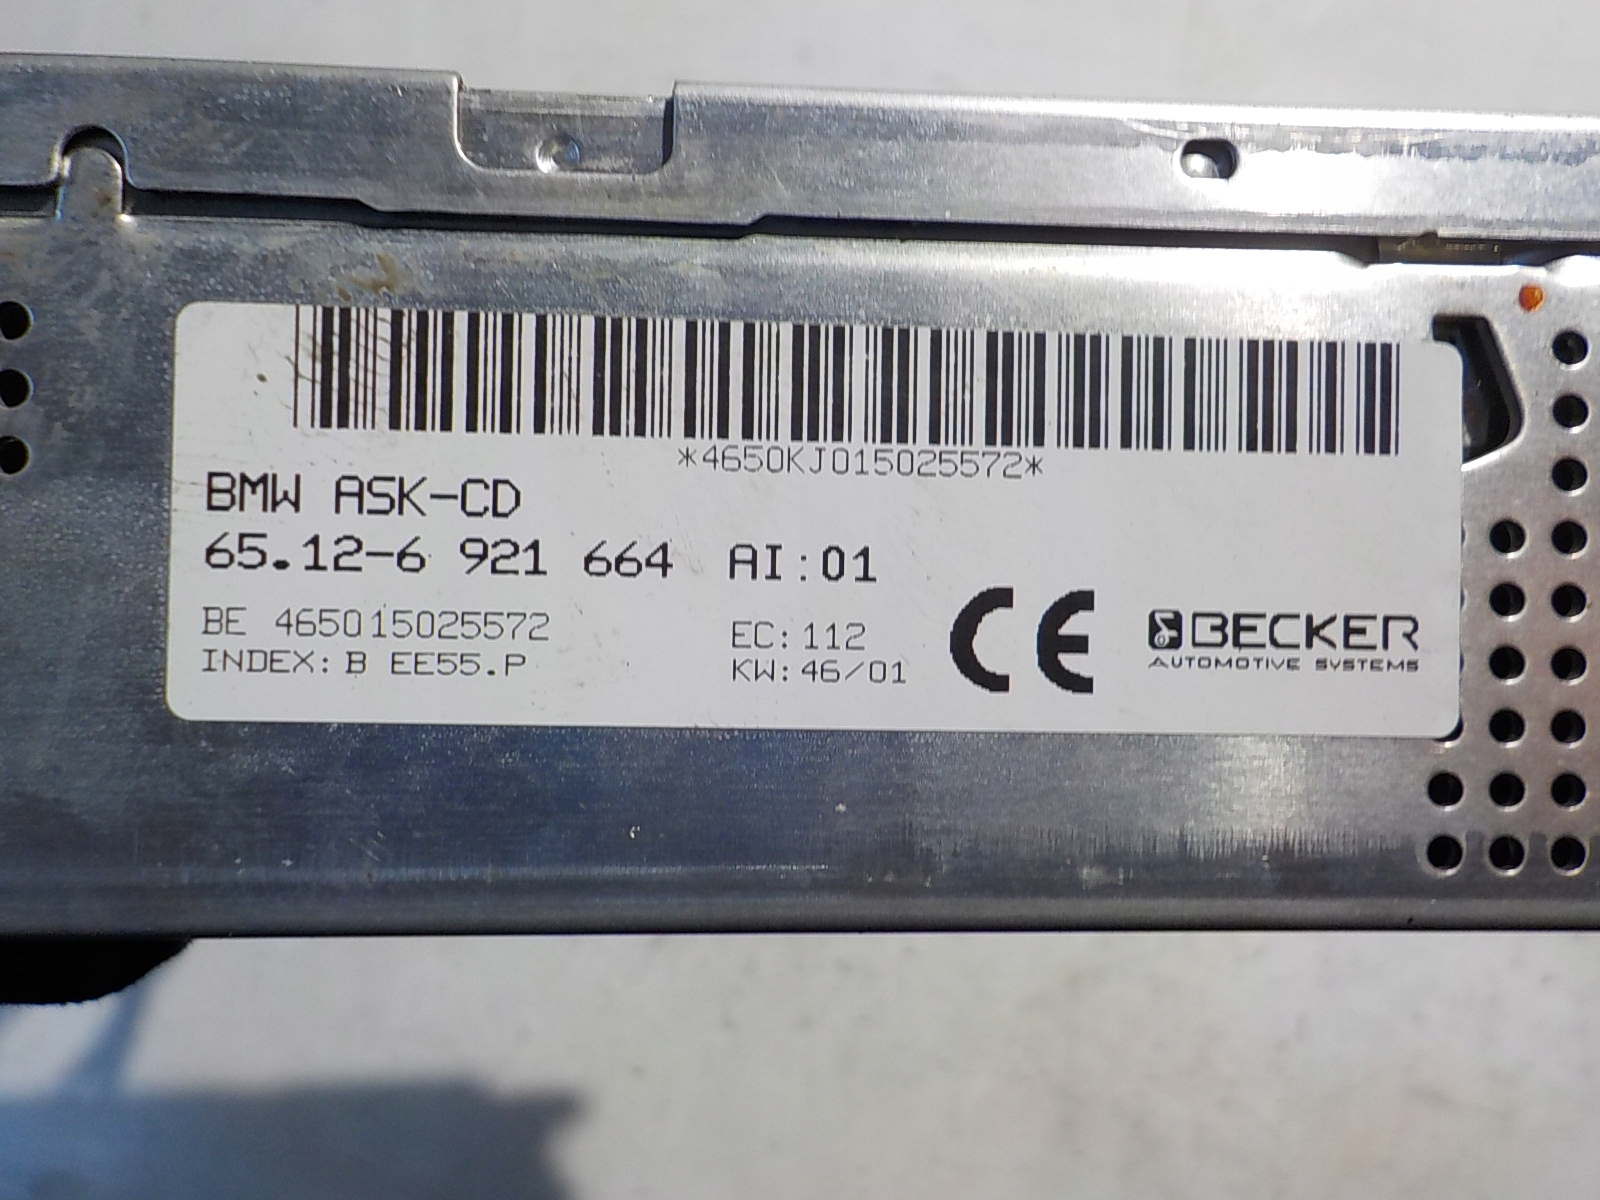 *4650KJ015025572*
BMW ASK-CD
65.12-6 921 664 AI:01
BE 465015025572
INDEX: B EE55.P
EC: 112
KW: 46/01
CE
BECKER
AUTOMOTIVE SYSTEMS